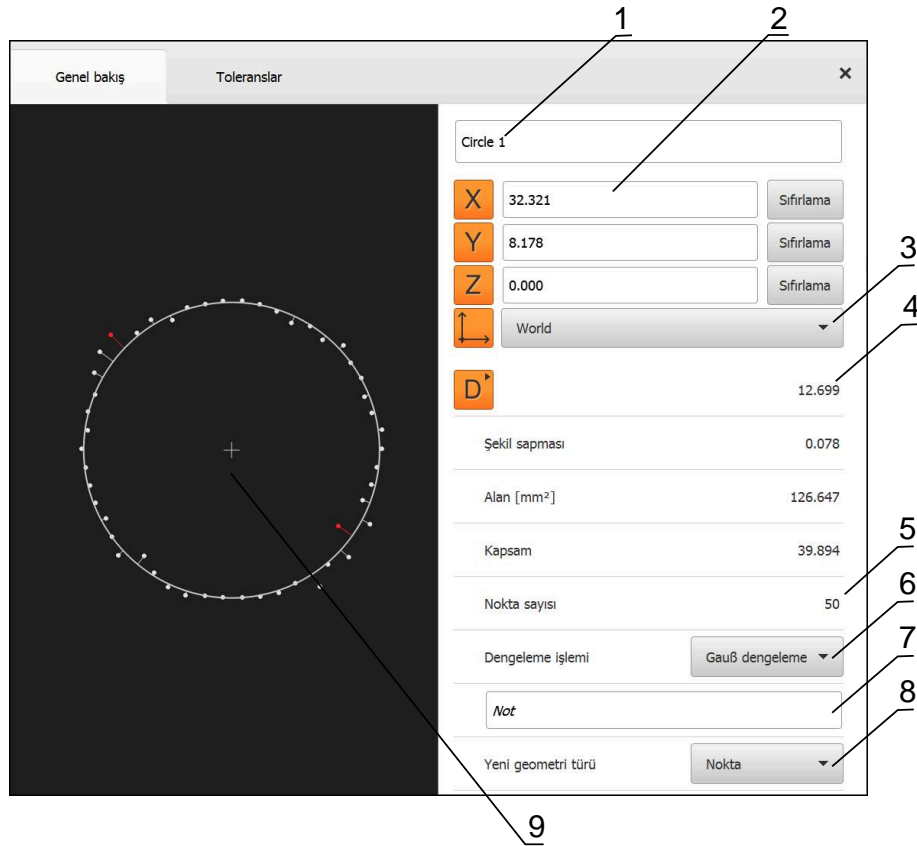 1
2
Genel bakış Toleranslar ×
Circle 1
X 32.321 Sıfırlama
Y 8.178 Sıfırlama
3
Z 0.000 Sıfırlama
4
World
D 12.699
Şekil sapması 0.078
Alan [mm²] 126.647
5
Kapsam 39.894
6
Nokta sayısı 50
7
Dengeleme işlemi Gauß dengeleme
8
Not
Yeni geometri türü Nokta
9